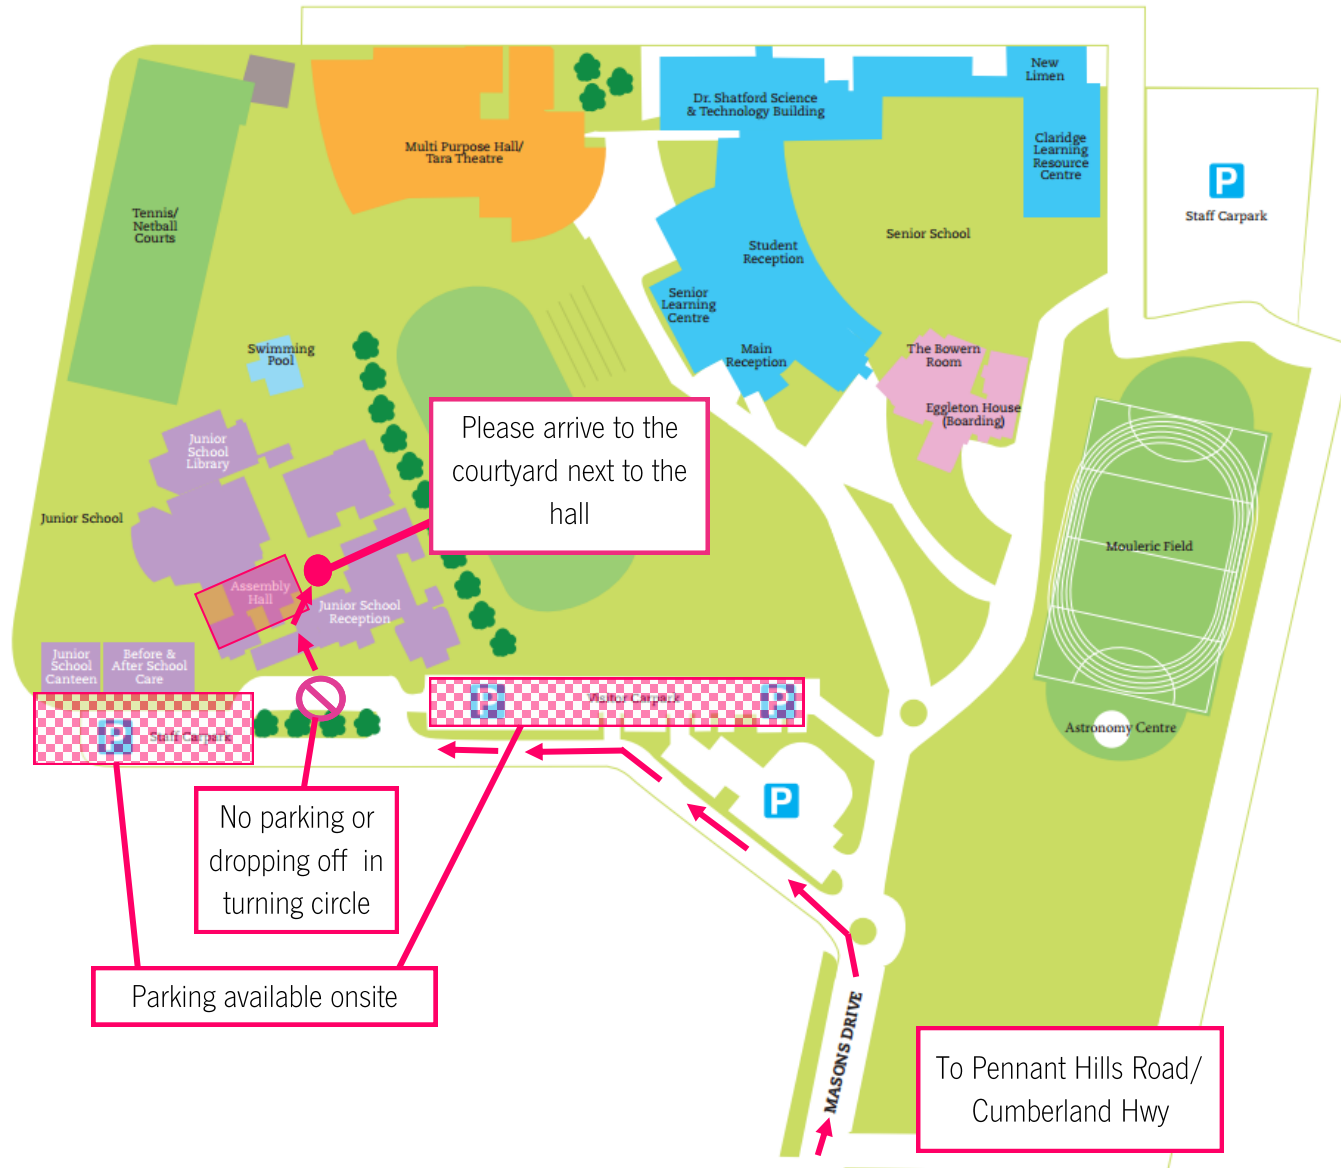 New
Limen
Dr. Shatford Science
& Technology Building
Claridge
Learning
Resource
Centre
Multi Purpose Hall/
Tara Theatre
P
Staff Carpark
Tennis/
Netball
Courts
Senior School
Student
Reception
Senior
Learning
Centre
Swimming
Pool
Main
Reception
The Bowern
Room
Eggleton House
(Boarding)
Please arrive to the
courtyard next to the
hall
Junior
School
Library
Junior School
Mouleric Field
Assembly
Hall
Junior School
Reception
Junior
School
Canteen
Before &
After School
Care
P
Visitor Carpark
P
P
Staff Carpark
Astronomy Centre
P
No parking or
dropping off in
turning circle
Parking available onsite
MASONS DRIVE
To Pennant Hills Road/
Cumberland Hwy